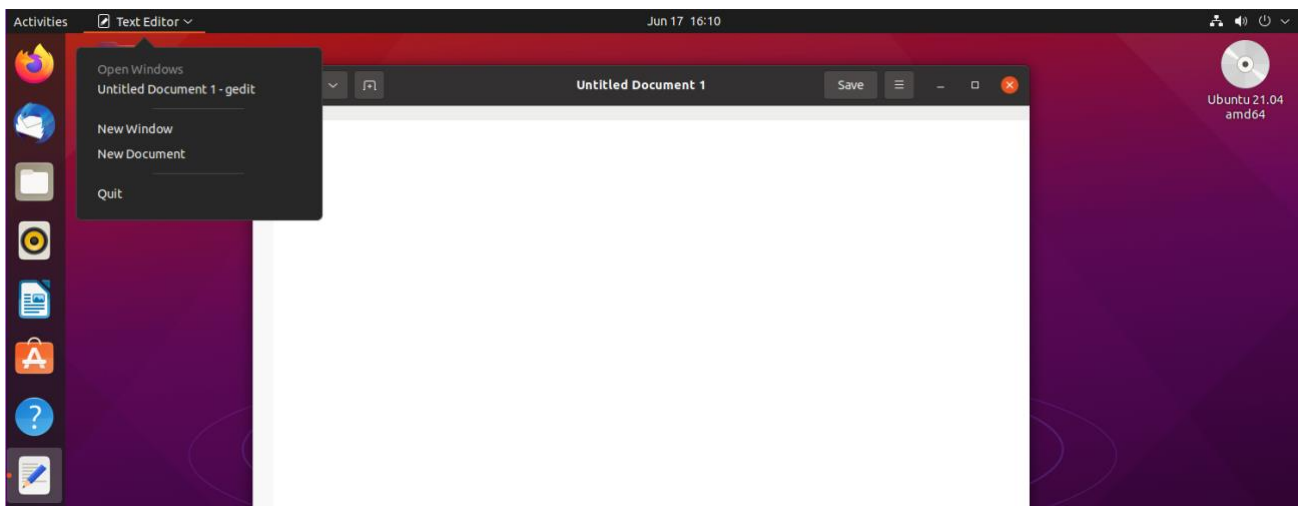 Activities Text Editor Jun 17 16:10
Open Windows
Untitled Document 1 - gedit
New Window
New Document
Quit
Untitled Document 1 Save
Ubuntu 21.04
amd64